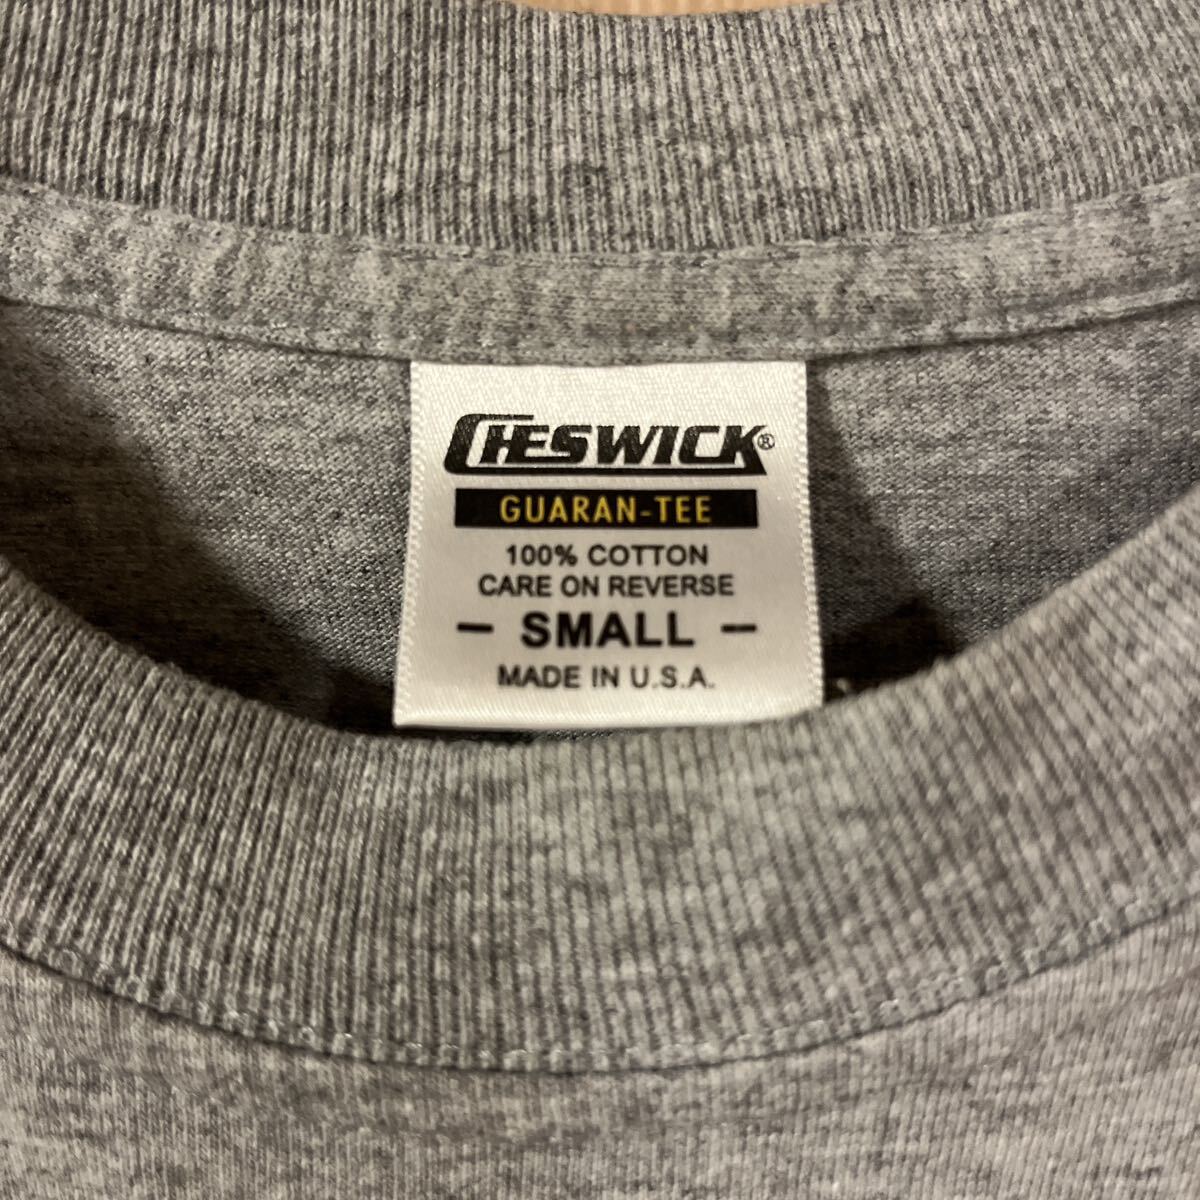 CHESWICK®
GUARAN-TEE
100% COTTON
CARE ON REVERSE
- SMALL -
MADE IN U.S.A.